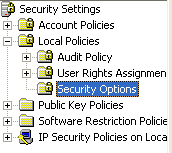 Security Settings
Account Policies
Local Policies
Audit Policy
User Rights Assignmen
Security Options
Public Key Policies
Software Restriction Policie
IP Security Policies on Loca